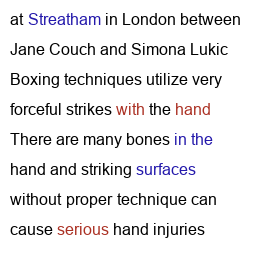 at Streatham in London between
Jane Couch and Simona Lukic
Boxing techniques utilize very
forceful strikes with the hand
There are many bones in the
hand and striking surfaces
without proper technique can
cause serious hand injuries